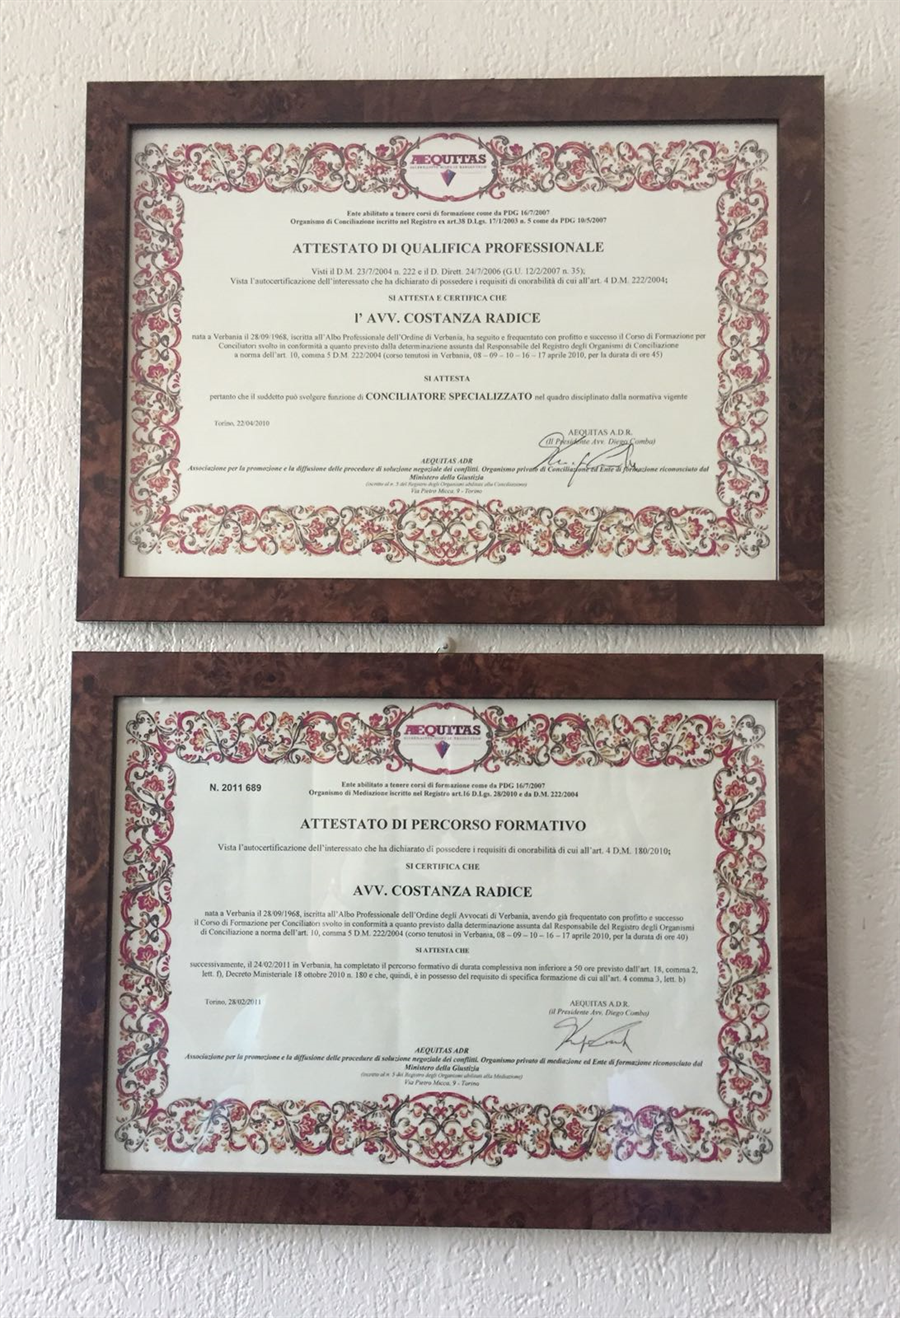 AEQUITAS
Ente abilitato a tenere corsi di formazione come da PDG 16/7/2007
Organismo di Conciliazione iscritto nel Registro ex art.38 D.Lgs. 17/1/2003 n. 5 come da PDG 10/5/2007
ATTESTATO DI QUALIFICA PROFESSIONALE
Visti il D.M. 23/7/2004 n. 222 e il D. Dirett. 24/7/2006 (G.U. 12/2/2007 n. 35);
Vista l'autocertificazione dell'interessato che ha dichiarato di possedere i requisiti di onorabilità di cui all'art. 4 D.M. 222/2004;
SI ATTESTA E CERTIFICA CHE
l' AVV. COSTANZA RADICE
nata a Verbania il 28/09/1968, iscritta all'Albo Professionale dell'Ordine di Verbania, ha seguito e frequentato con profitto e successo il Corso di Formazione per
Conciliatori svolto in conformità a quanto previsto dalla determinazione assunta dal Responsabile del Registro degli Organismi di Conciliazione
a norma dell'art. 10, comma 5 D.M. 222/2004 (corso tenutosi in Verbania, 08 – 09 – 10 – 16 – 17 aprile 2010, per la durata di ore 45)
SI ATTESTA
pertanto che il suddetto può svolgere funzione di CONCILIATORE SPECIALIZZATO nel quadro disciplinato dalla normativa vigente
Torino, 22/04/2010
AEQUITAS A.D.R.
(Il Presidente Avv. Diego Comba)
AEQUITAS ADR
Associazione per la promozione e la diffusione delle procedure di soluzione negoziale dei conflitti. Organismo privato di Conciliazione ed Ente di formazione riconosciuto dal
Ministero della Giustizia
(iscritto al n. 3 del Registro degli Organismi abilitati alla Conciliazione)
Via Pietro Micca, 9 - Torino
AEQUITAS
N. 2011 689
Ente abilitato a tenere corsi di formazione come da PDG 16/7/2007
Organismo di Mediazione iscritto nel Registro art.16 D.Lgs. 28/2010 e da D.M. 222/2004
ATTESTATO DI PERCORSO FORMATIVO
Vista l'autocertificazione dell'interessato che ha dichiarato di possedere i requisiti di onorabilità di cui all'art. 4 D.M. 180/2010;
SI CERTIFICA CHE
AVV. COSTANZA RADICE
nata a Verbania il 28/09/1968, iscritta all'Albo Professionale dell'Ordine degli Avvocati di Verbania, avendo già frequentato con profitto e successo
il Corso di Formazione per Conciliatori svolto in conformità a quanto previsto dalla determinazione assunta dal Responsabile del Registro degli Organismi
di Conciliazione a norma dell'art. 10, comma 5 D.M. 222/2004 (corso tenutosi in Verbania, 08 – 09 – 10 – 16 – 17 aprile 2010, per la durata di ore 40)
SI ATTESTA CHE
successivamente, il 24/02/2011 in Verbania, ha completato il percorso formativo di durata complessiva non inferiore a 50 ore previsto dall'art. 18, comma 2,
lett. f), Decreto Ministeriale 18 ottobre 2010 n. 180 e che, quindi, è in possesso del requisito di specifica formazione di cui all'art. 4 comma 3, lett. b)
Torino, 28/02/2011
AEQUITAS A.D.R.
(il Presidente Avv. Diego Comba)
AEQUITAS ADR
Associazione per la promozione e la diffusione delle procedure di soluzione negoziale dei conflitti. Organismo privato di mediazione ed Ente di formazione riconosciuto dal
Ministero della Giustizia
(iscritto al n. 3 del Registro degli Organismi abilitati alla Mediazione)
Via Pietro Micca, 9 - Torino